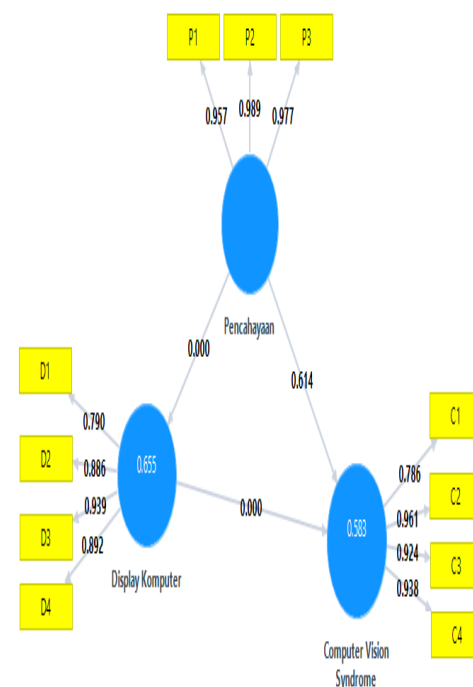 P1 P2 P3
0.957 0.989 0.977
Pencahayaan
0.000
0.614
D1
0.790
D2
0.886
0.939
D3
0.892
D4
0.655
Display Komputer
0.000
C1
0.786
C2
0.961
0.924
C3
0.938
C4
0.583
Computer Vision
Syndrome